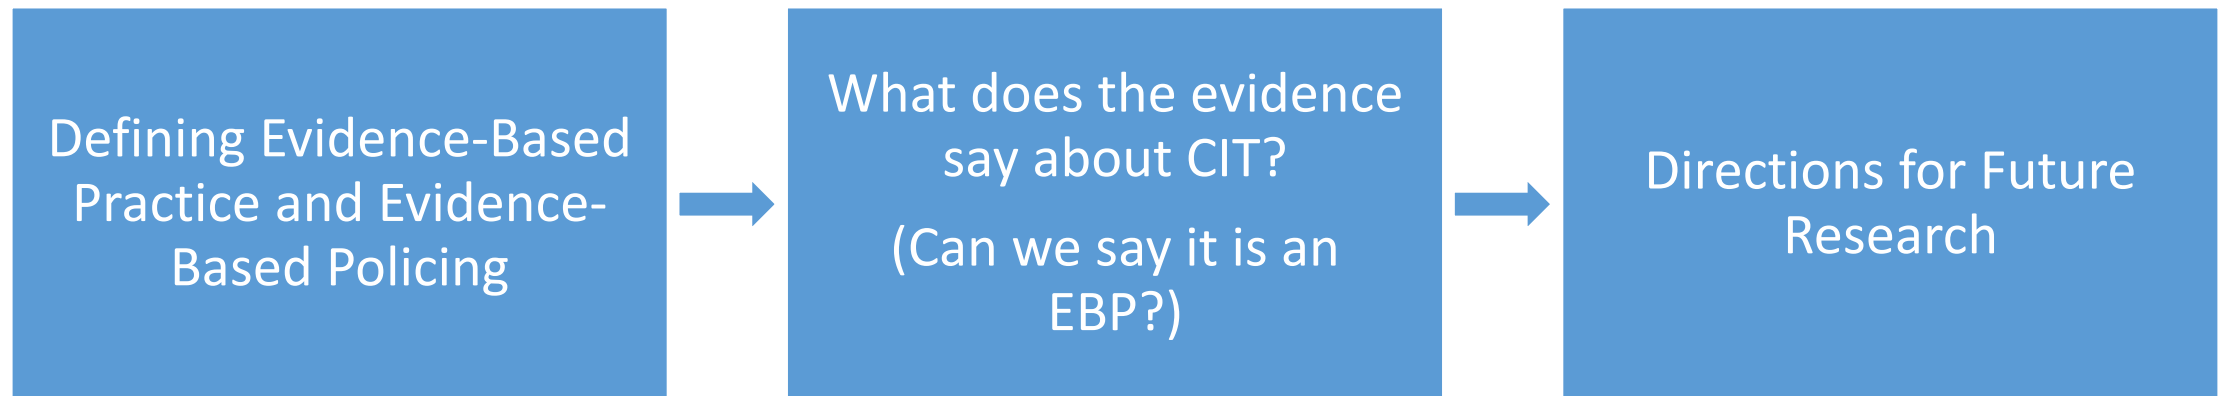 Defining Evidence-Based
Practice and Evidence-
Based Policing
What does the evidence
say about CIT?
(Can we say it is an
EBP?)
Directions for Future
Research